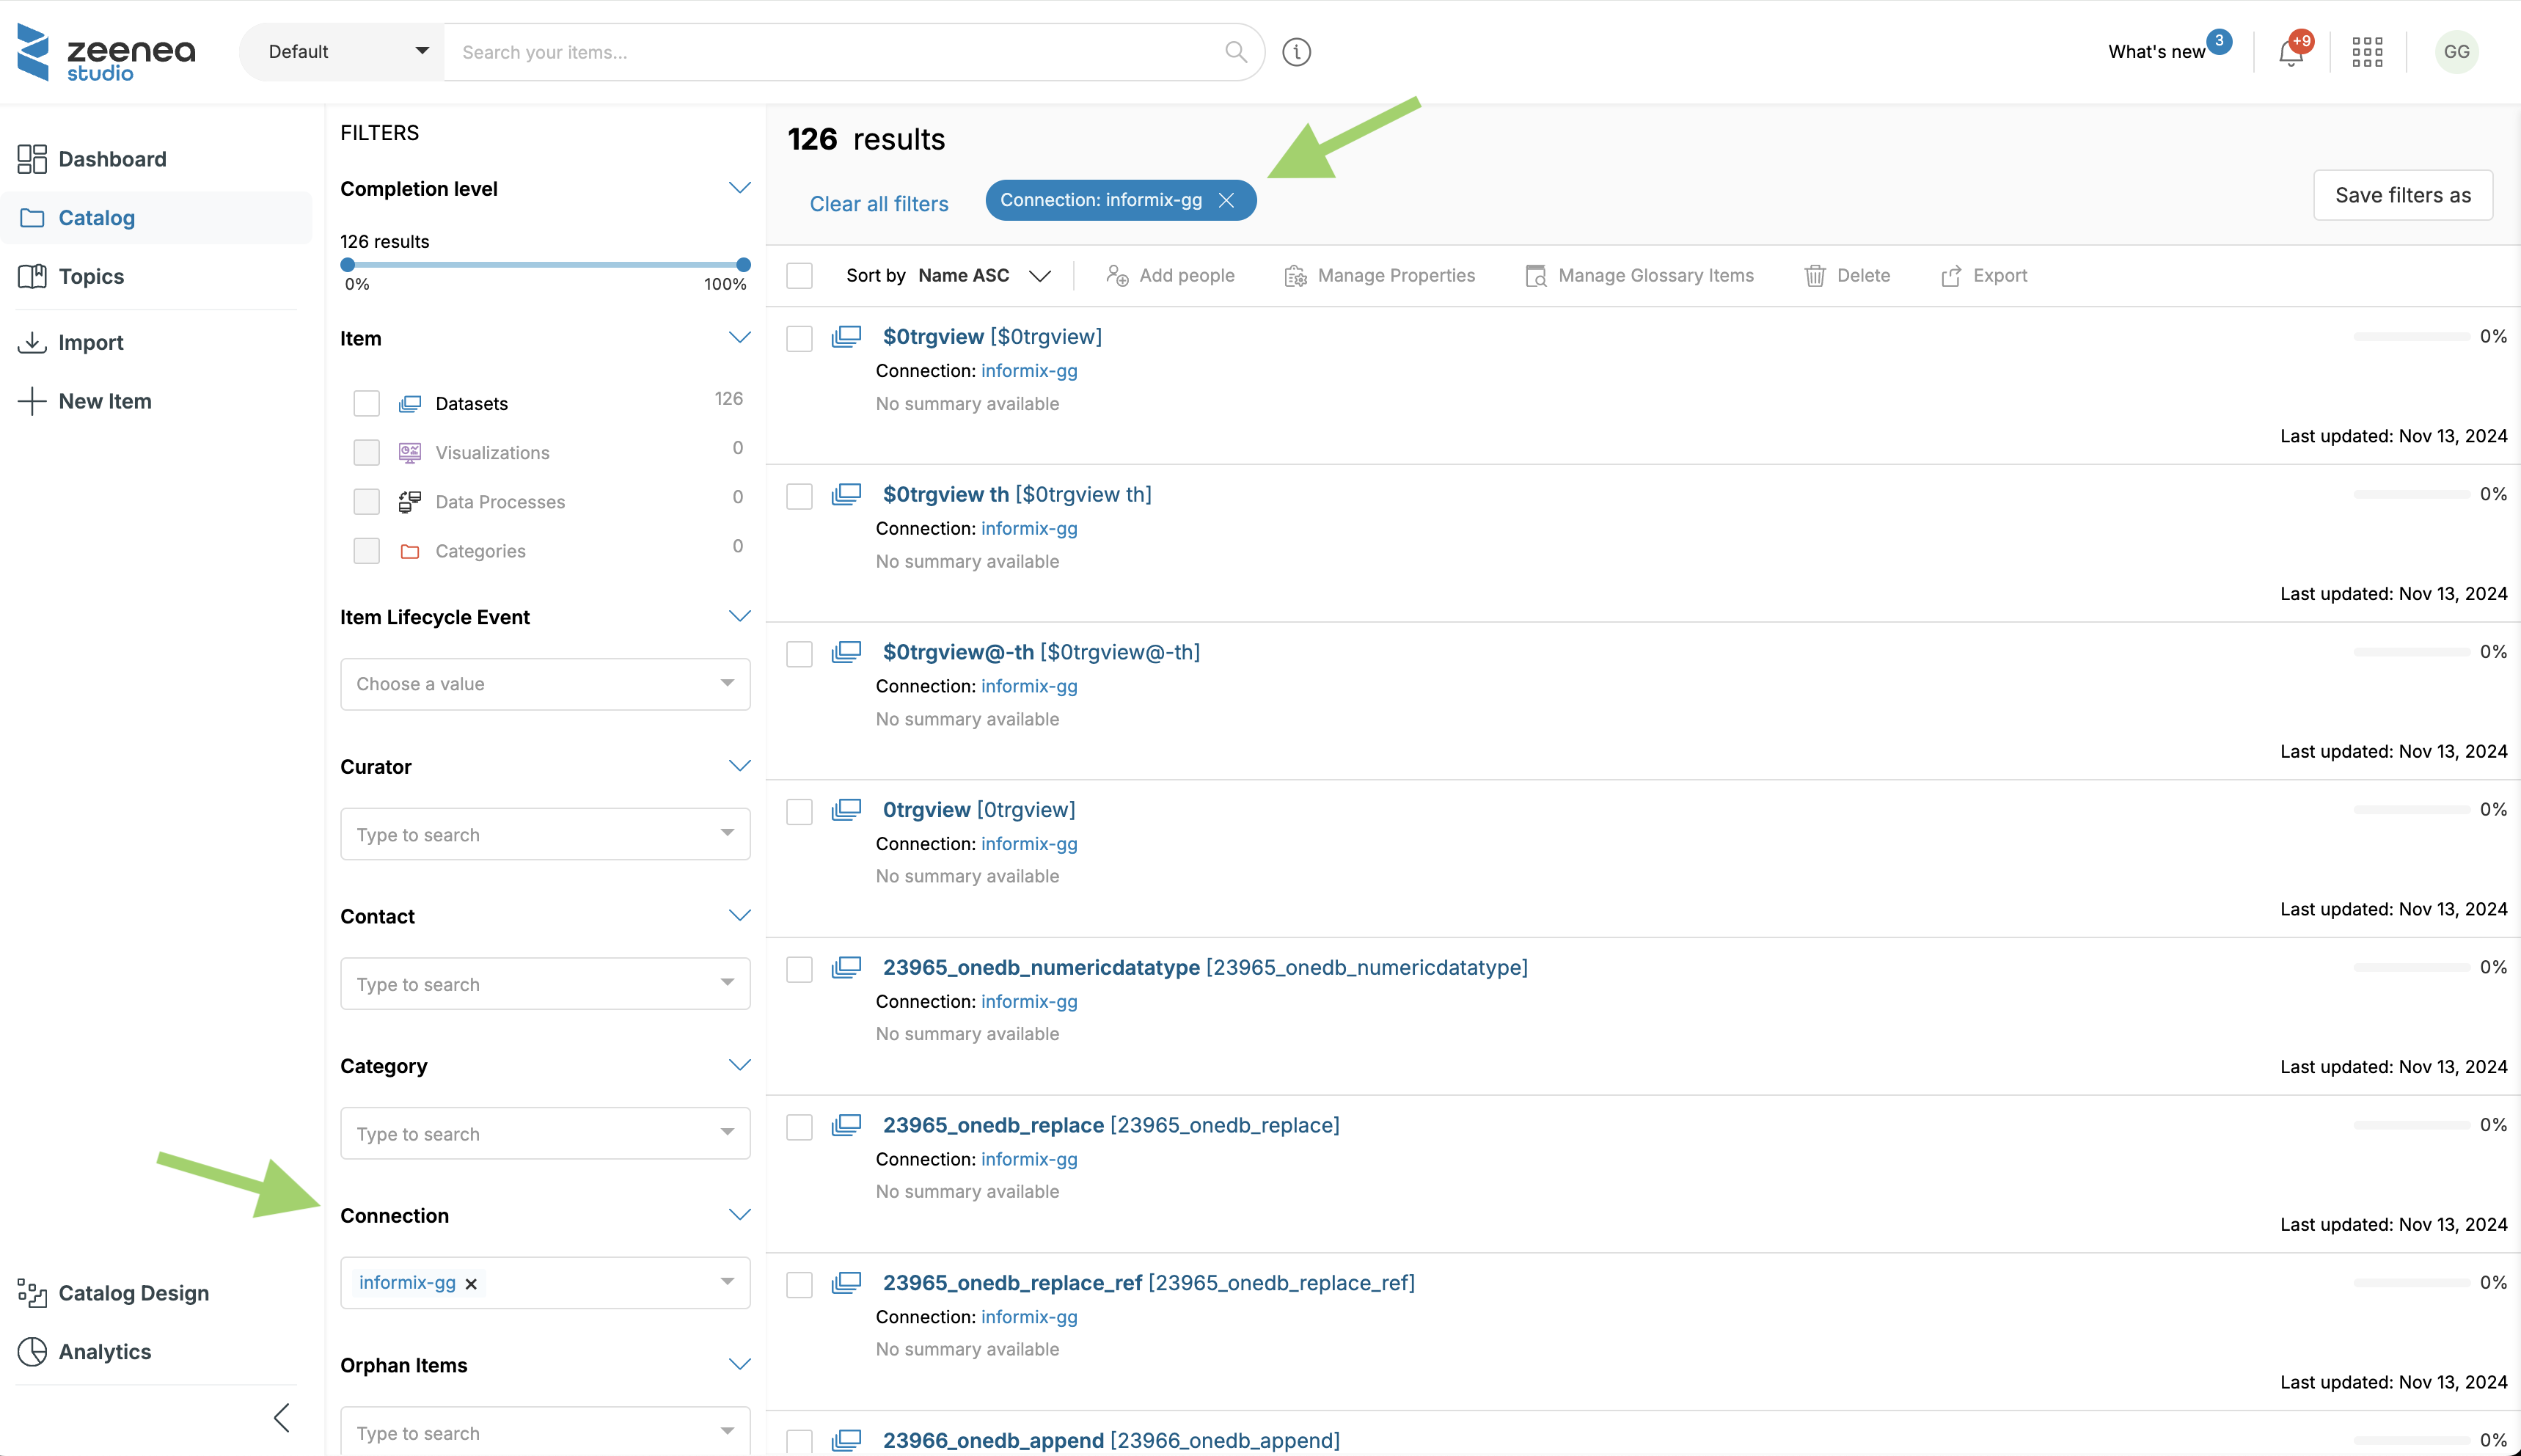 zeenea
studio
Default
Search your items...
What's new
3
+9
GG
Dashboard
Catalog
Topics
Import
New Item
Catalog Design
Analytics
FILTERS
Completion level
126 results
0%
100%
Item
Datasets
126
Visualizations
0
Data Processes
0
Categories
0
Item Lifecycle Event
Choose a value
Curator
Type to search
Contact
Type to search
Category
Type to search
Connection
informix-gg
Orphan Items
Type to search
126 results
Clear all filters
Connection: informix-gg
Save filters as
Sort by Name ASC
Add people
Manage Properties
Manage Glossary Items
Delete
Export
$0trgview [$0trgview]
0%
Connection: informix-gg
No summary available
Last updated: Nov 13, 2024
$0trgview th [$0trgview th]
0%
Connection: informix-gg
No summary available
Last updated: Nov 13, 2024
$0trgview@-th [$0trgview@-th]
0%
Connection: informix-gg
No summary available
Last updated: Nov 13, 2024
0trgview [0trgview]
0%
Connection: informix-gg
No summary available
Last updated: Nov 13, 2024
23965_onedb_numericdatatype [23965_onedb_numericdatatype]
0%
Connection: informix-gg
No summary available
Last updated: Nov 13, 2024
23965_onedb_replace [23965_onedb_replace]
0%
Connection: informix-gg
No summary available
Last updated: Nov 13, 2024
23965_onedb_replace_ref [23965_onedb_replace_ref]
0%
Connection: informix-gg
No summary available
Last updated: Nov 13, 2024
23966_onedb_append [23966_onedb_append]
0%